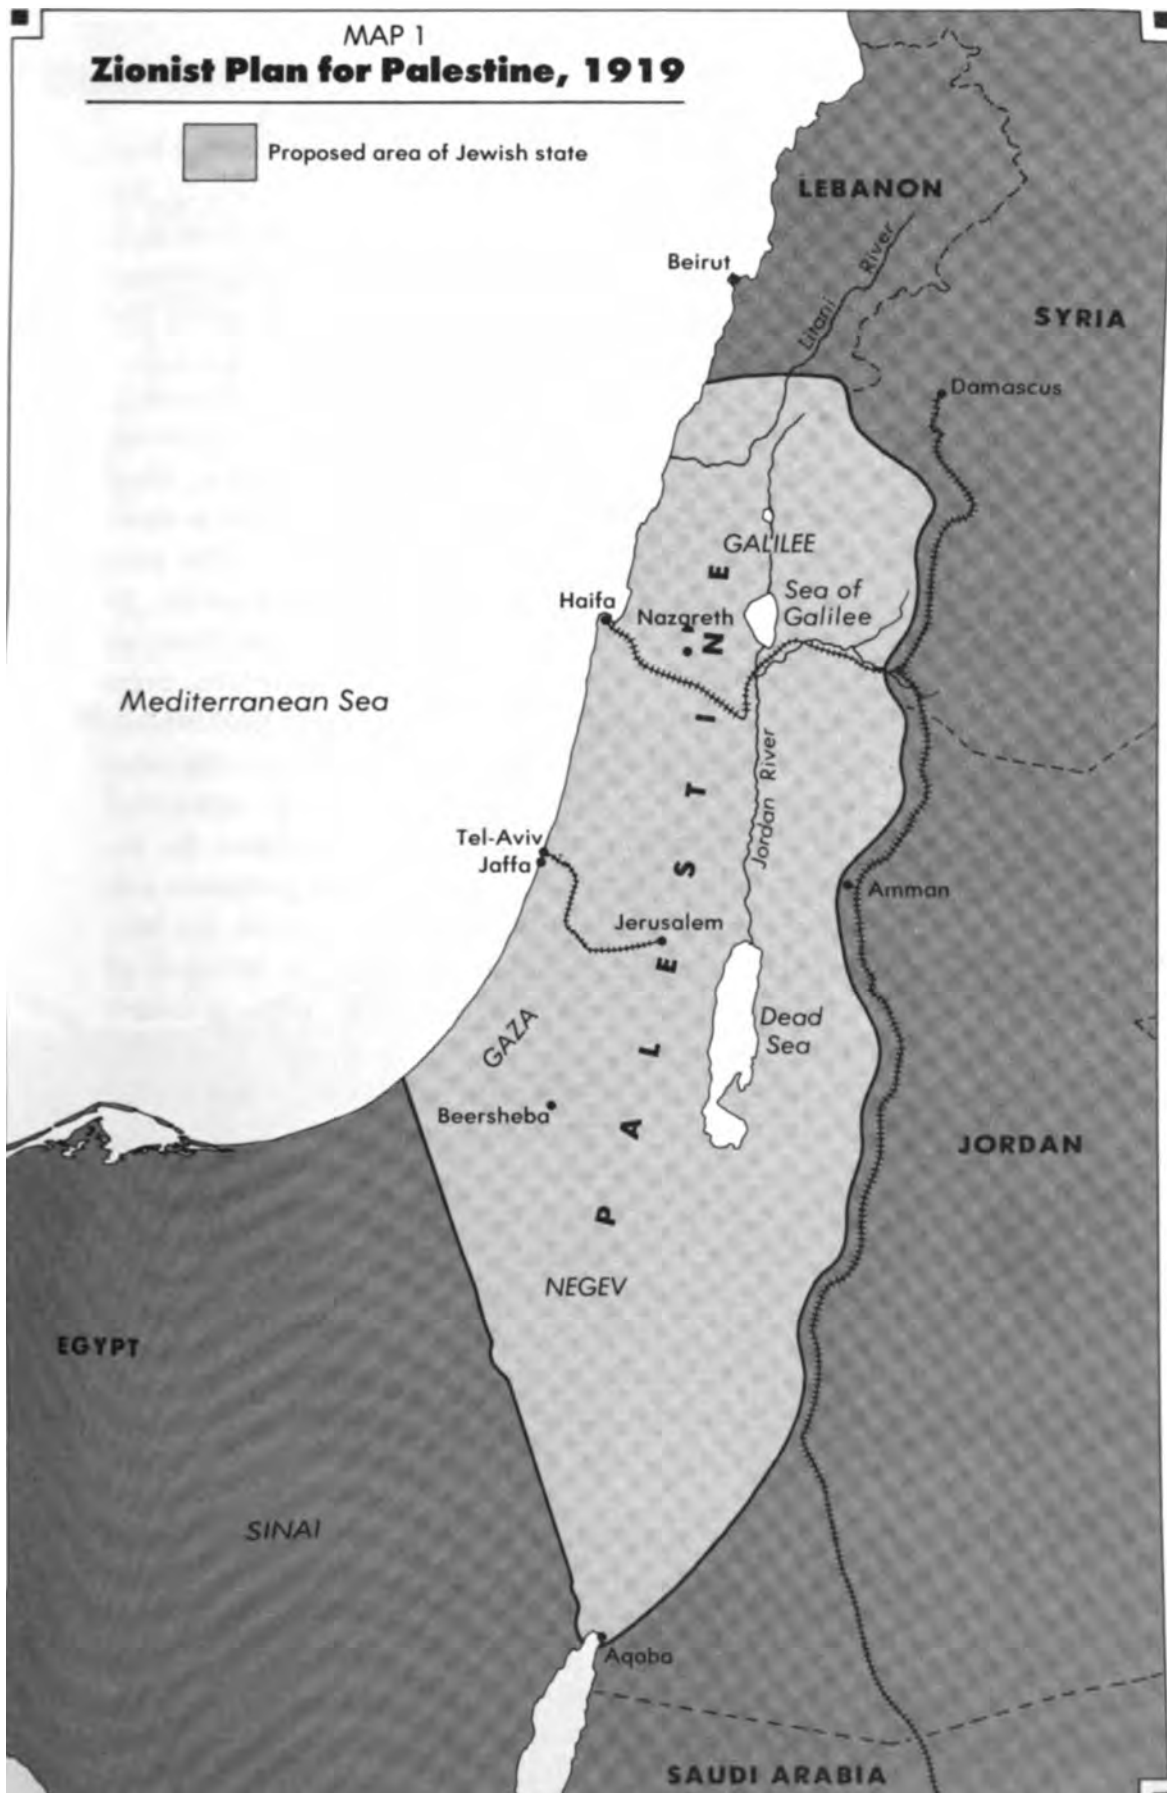 MAP 1
Zionist Plan for Palestine, 1919
Proposed area of Jewish state
LEBANON
Beirut
Litani River
SYRIA
Damascus
GALILEE
Haifa
Nazareth
Sea of
Galilee
Mediterranean Sea
PALESTINE
Jordan River
Tel-Aviv
Jaffa
Amman
Jerusalem
GAZA
Dead
Sea
Beersheba
JORDAN
NEGEV
EGYPT
SINAI
Aqaba
SAUDI ARABIA